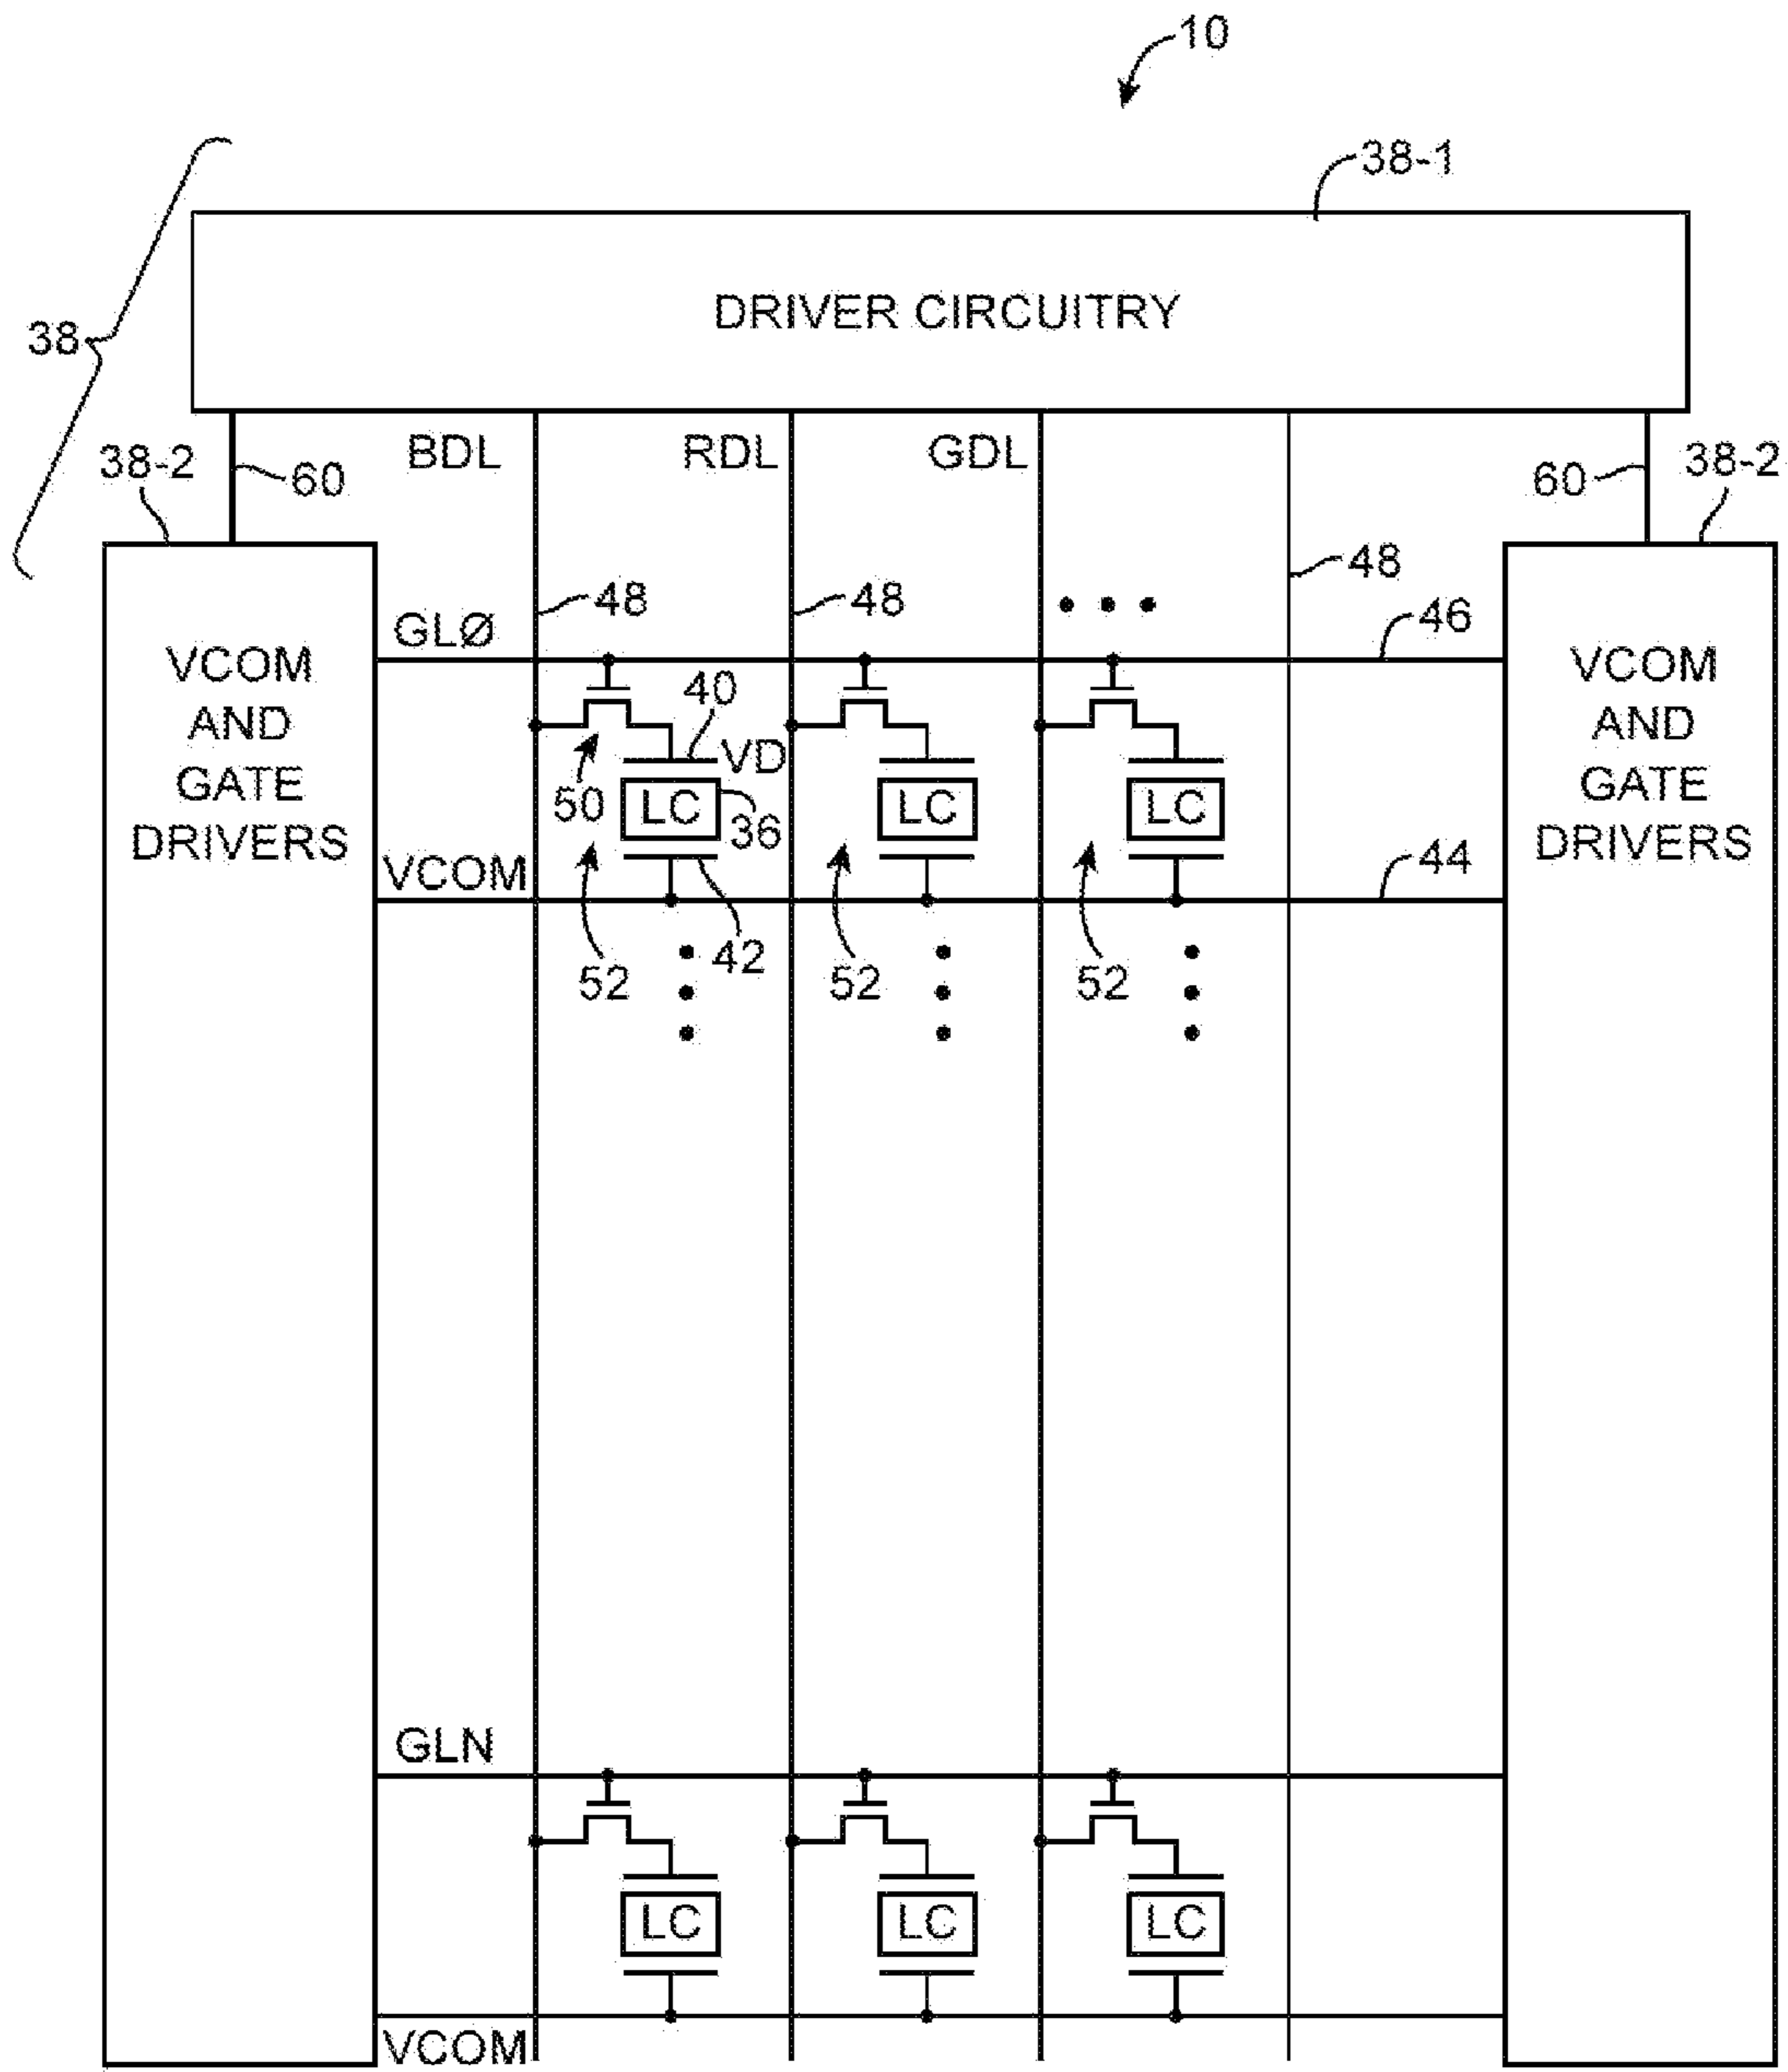 10
38-1
DRIVER CIRCUITRY
38
BDL
RDL
GDL
38-2
60
60
38-2
48
48
48
GLØ
46
VCOM
AND
GATE
DRIVERS
VCOM
AND
GATE
DRIVERS
40
VD
50
LC
36
LC
LC
VCOM
44
52
42
52
52
GLN
LC
LC
LC
VCOM